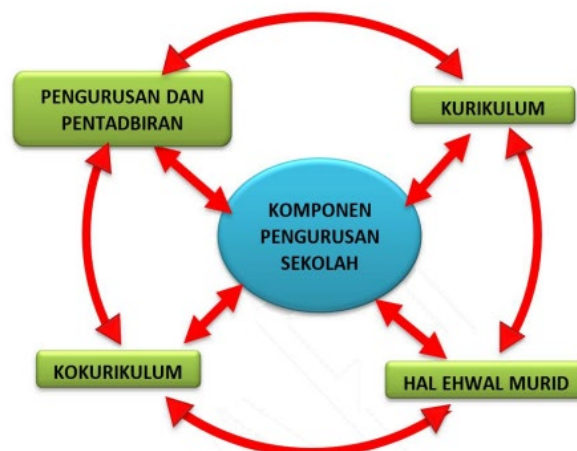 PENGURUSAN DAN
PENTADBIRAN
KURIKULUM
KOMPONEN
PENGURUSAN
SEKOLAH
KOKURIKULUM
HAL EHWAL MURID